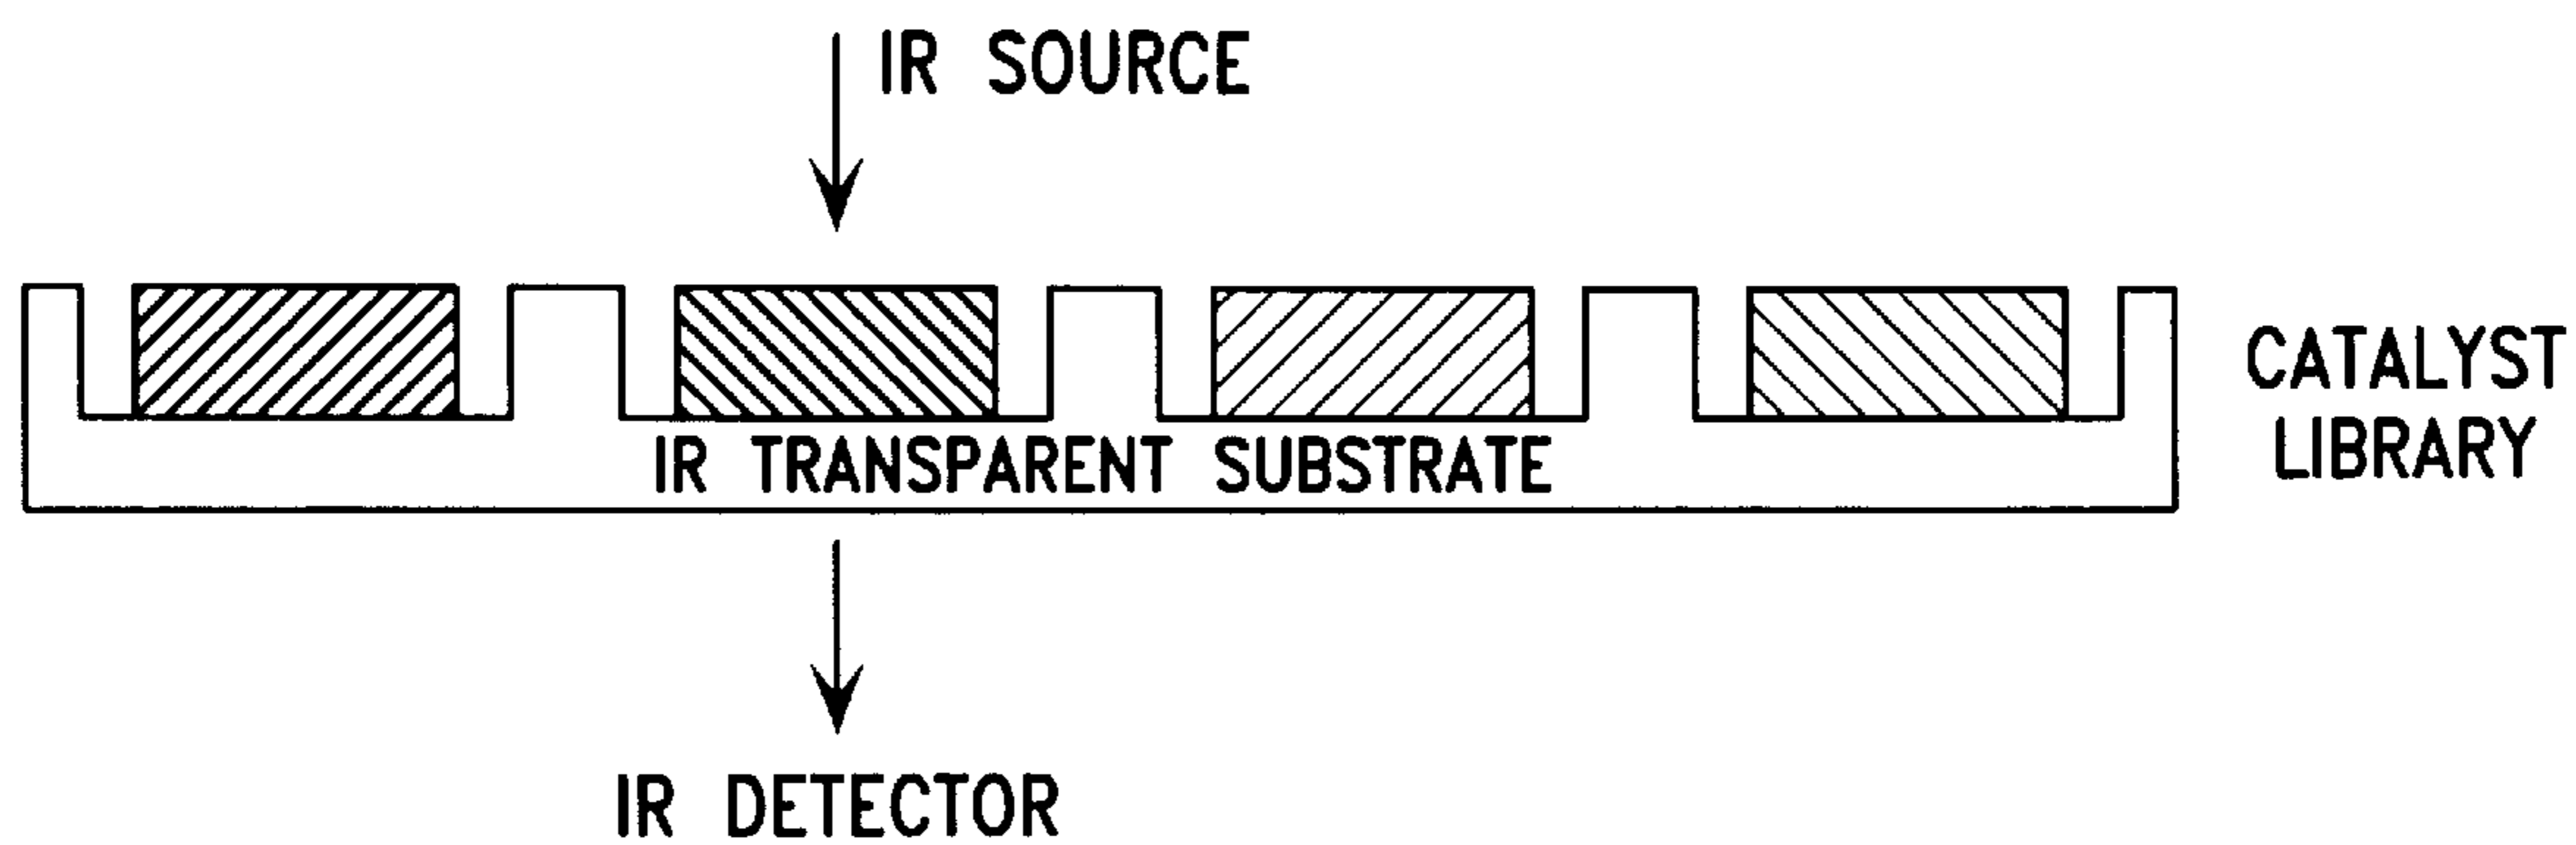 IR SOURCE
CATALYST
LIBRARY
IR TRANSPARENT SUBSTRATE
IR DETECTOR